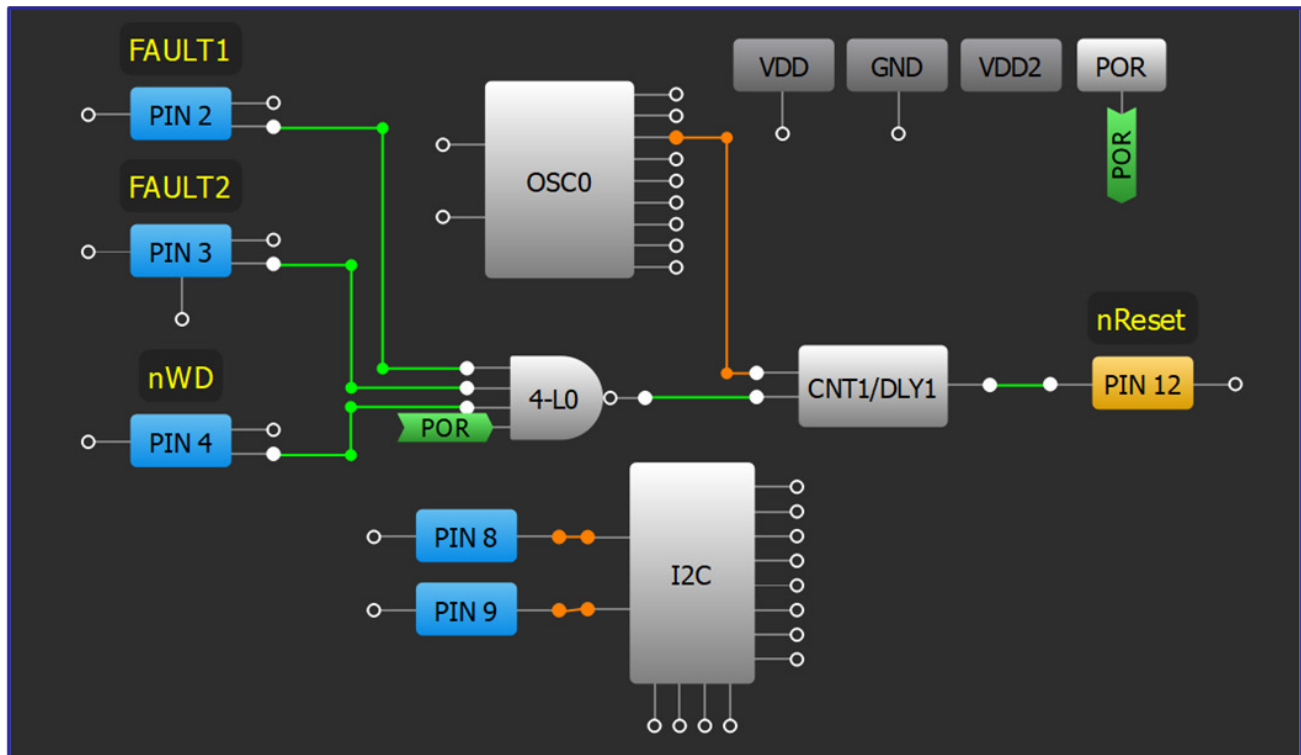 FAULT1
PIN 2
FAULT2
PIN 3
nWD
PIN 4
OSC0
VDD
GND
VDD2
POR
POR
4-L0
POR
CNT1/DLY1
nReset
PIN 12
PIN 8
PIN 9
I2C